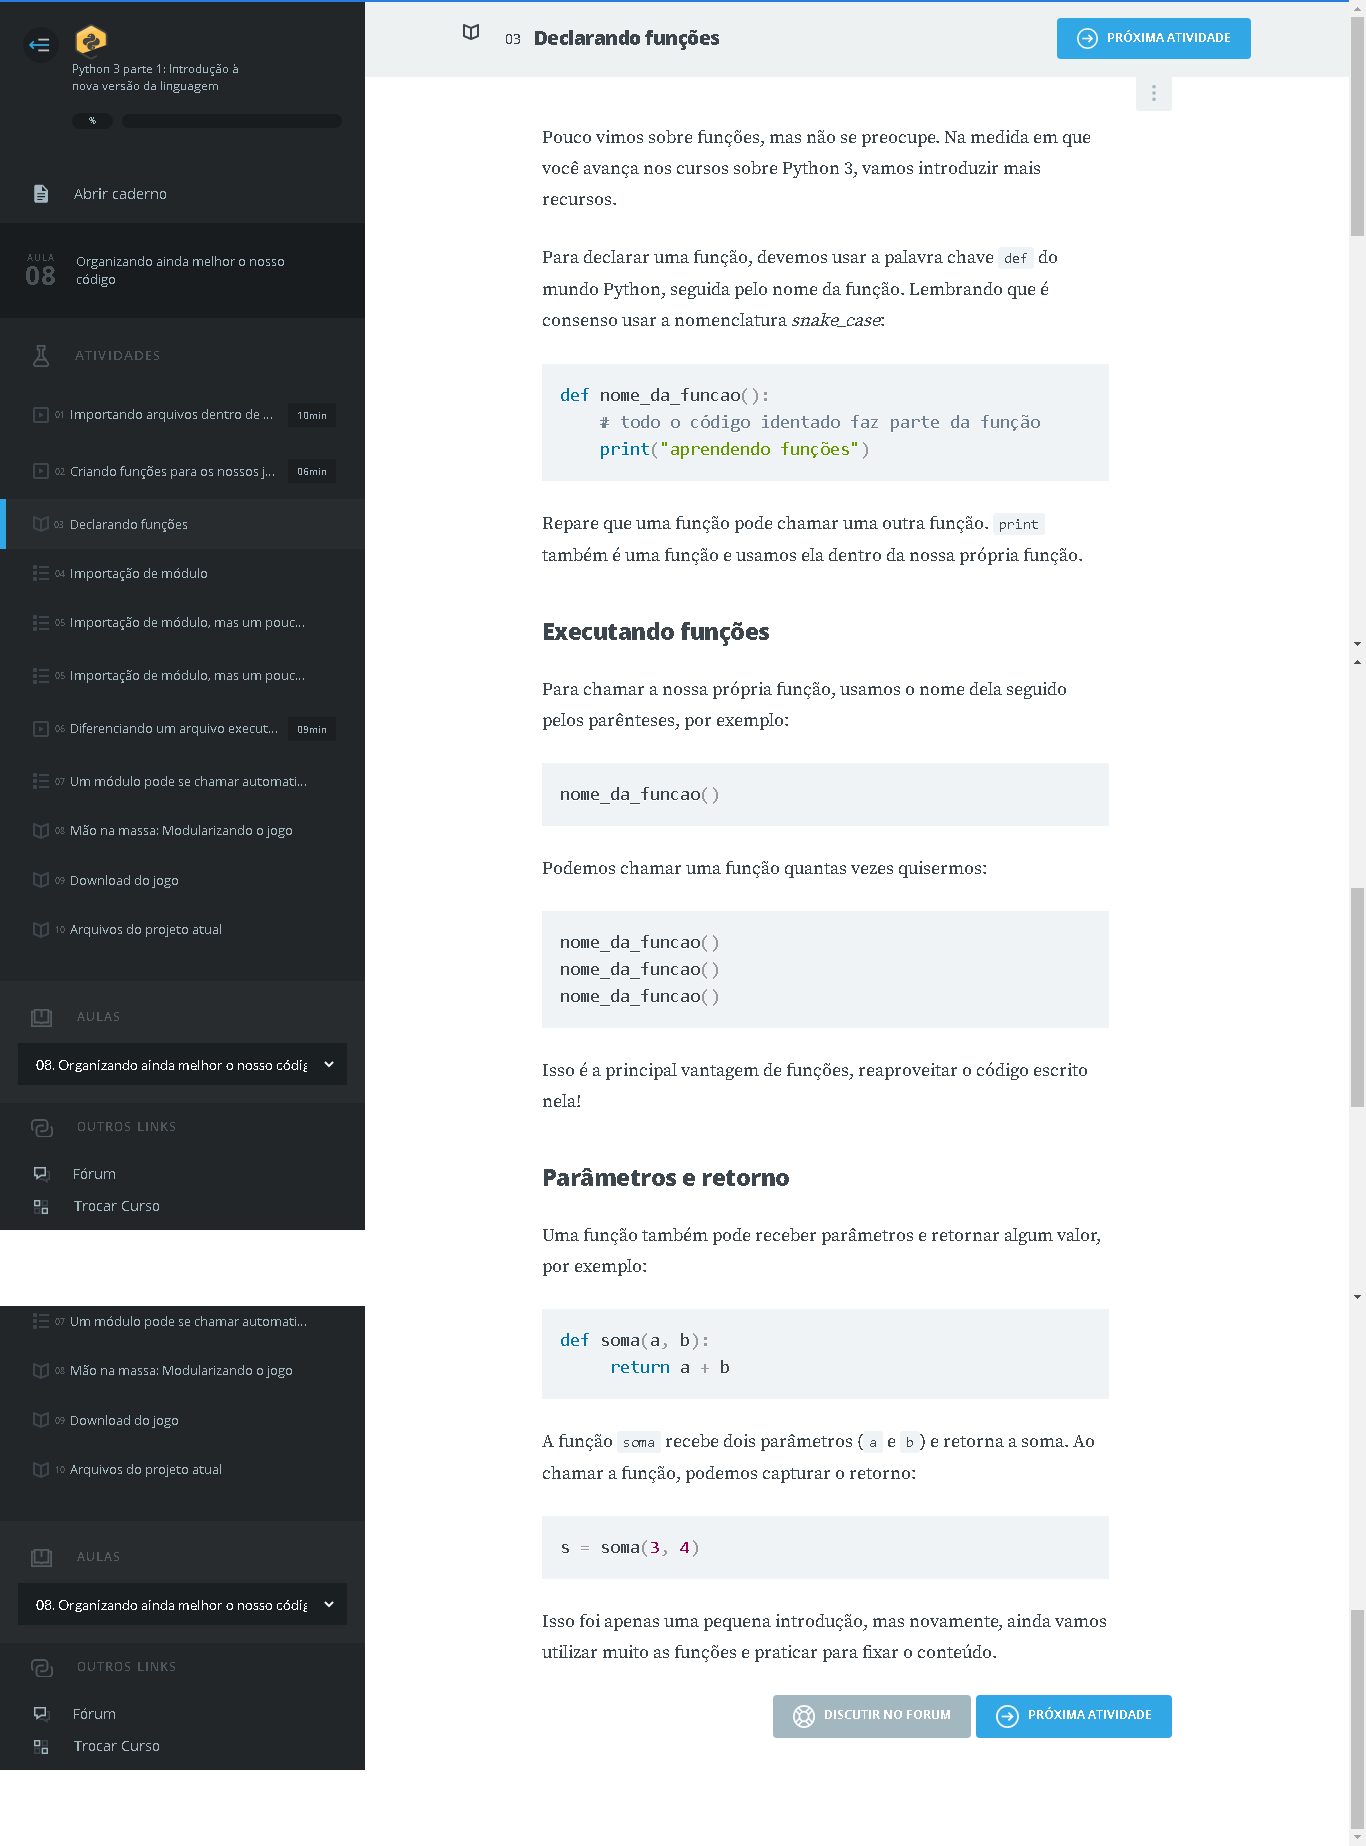 Python 3 parte 1: Introdução à
nova versão da linguagem
%
Abrir caderno
AULA
08
Organizando ainda melhor o nosso
código
ATIVIDADES
01 Importando arquivos dentro de ... 10min
02 Criando funções para os nossos j... 06min
03 Declarando funções
04 Importação de módulo
05 Importação de módulo, mas um pouc...
05 Importação de módulo, mas um pouc...
06 Diferenciando um arquivo execut... 09min
07 Um módulo pode se chamar automati...
08 Mão na massa: Modularizando o jogo
09 Download do jogo
10 Arquivos do projeto atual
AULAS
08. Organizando ainda melhor o nosso códig
OUTROS LINKS
Fórum
Trocar Curso
07 Um módulo pode se chamar automati...
08 Mão na massa: Modularizando o jogo
09 Download do jogo
10 Arquivos do projeto atual
AULAS
08. Organizando ainda melhor o nosso códig
OUTROS LINKS
Fórum
Trocar Curso
03 Declarando funções
PRÓXIMA ATIVIDADE
Pouco vimos sobre funções, mas não se preocupe. Na medida em que
você avança nos cursos sobre Python 3, vamos introduzir mais
recursos.
Para declarar uma função, devemos usar a palavra chave def do
mundo Python, seguida pelo nome da função. Lembrando que é
consenso usar a nomenclatura snake_case:
def nome_da_funcao():
    # todo o código identado faz parte da função
    print("aprendendo funções")
Repare que uma função pode chamar uma outra função. print
também é uma função e usamos ela dentro da nossa própria função.
Executando funções
Para chamar a nossa própria função, usamos o nome dela seguido
pelos parênteses, por exemplo:
nome_da_funcao()
Podemos chamar uma função quantas vezes quisermos:
nome_da_funcao()
nome_da_funcao()
nome_da_funcao()
Isso é a principal vantagem de funções, reaproveitar o código escrito
nela!
Parâmetros e retorno
Uma função também pode receber parâmetros e retornar algum valor,
por exemplo:
def soma(a, b):
     return a + b
A função soma recebe dois parâmetros ( a e b ) e retorna a soma. Ao
chamar a função, podemos capturar o retorno:
s = soma(3, 4)
Isso foi apenas uma pequena introdução, mas novamente, ainda vamos
utilizar muito as funções e praticar para fixar o conteúdo.
DISCUTIR NO FORUM
PRÓXIMA ATIVIDADE